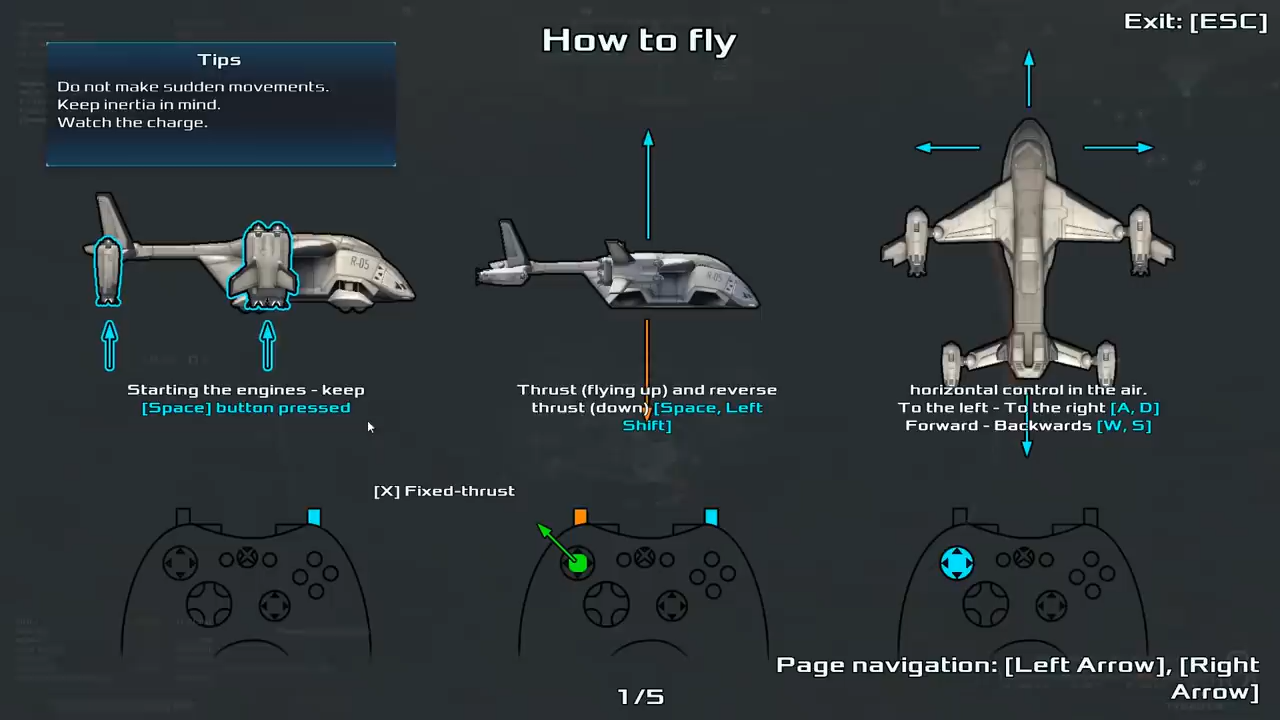 How to fly
Exit: [ESC]
Tips
Do not make sudden movements.
Keep inertia in mind.
Watch the charge.
R-05
R-05
Starting the engines - keep
[Space] button pressed
Thrust (flying up) and reverse
thrust (down) [Space, Left
Shift]
horizontal control in the air.
To the left - To the right [A, D]
Forward - Backwards [W, S]
[X] Fixed-thrust
Page navigation: [Left Arrow], [Right
Arrow]
1/5